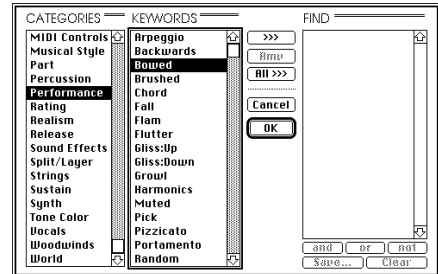 CATEGORIES
MIDI Controls
Musical Style
Part
Percussion
Performance
Rating
Realism
Release
Sound Effects
Split/Layer
Strings
Sustain
Synth
Tone Color
Vocals
Woodwinds
World
KEYWORDS
Arpeggio
Backwards
Bowed
Brushed
Chord
Fall
Flam
Flutter
Gliss:Up
Gliss:Down
Growl
Harmonics
Muted
Pick
Pizzicato
Portamento
Random
>>>
All >>>
Cancel
OK
FIND
and or not
Save... Clear